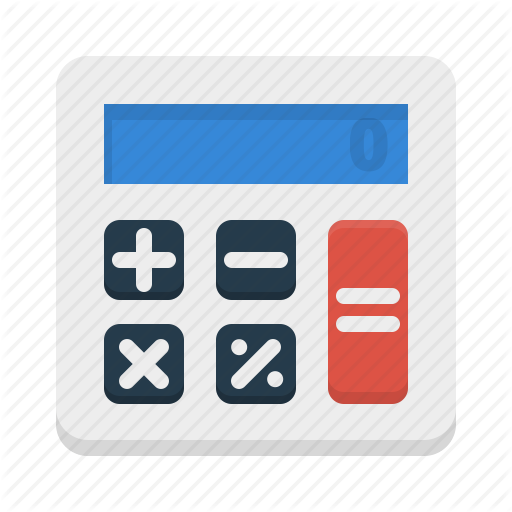 0
+ −
=
× %